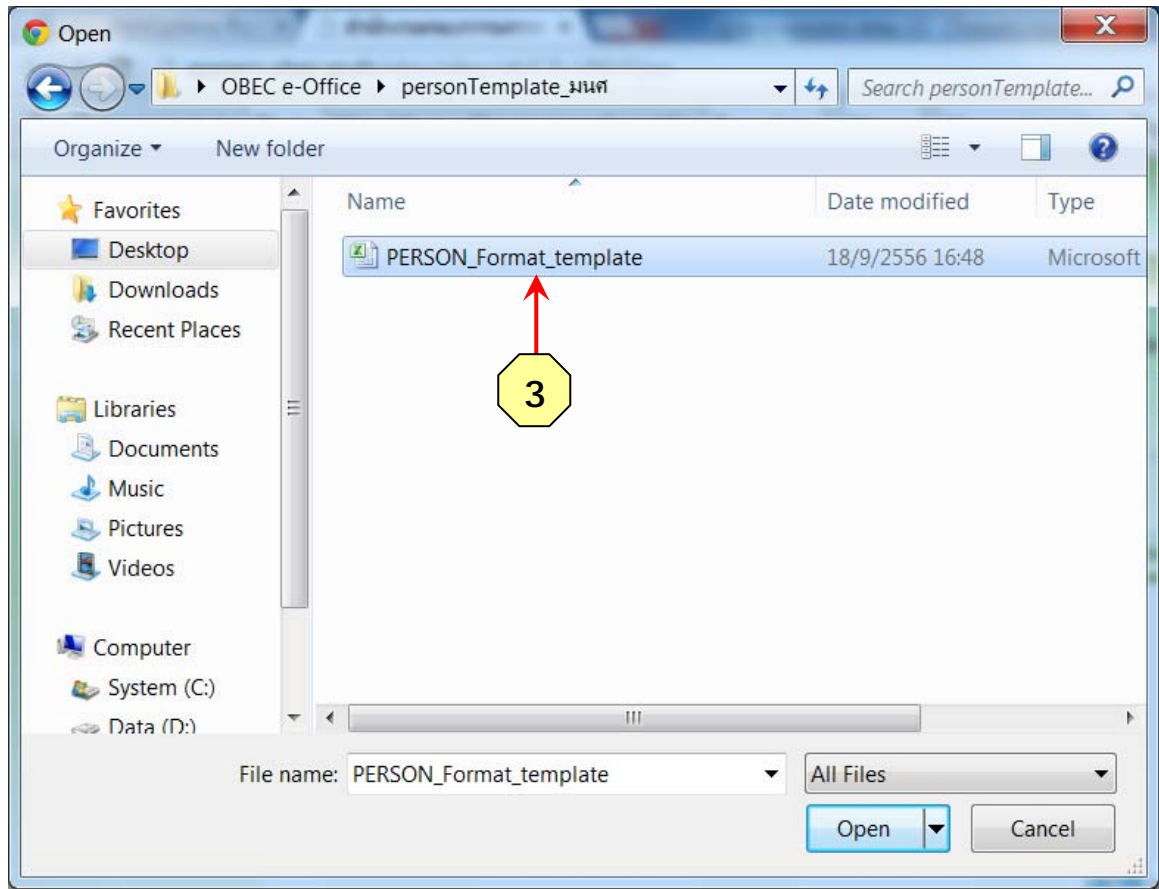 Open
X
OBEC e-Office personTemplate_มนศ Search personTemplate...
Organize New folder
Name Date modified Type
Favorites
Desktop
PERSON_Format_template 18/9/2556 16:48 Microsoft
Downloads
Recent Places
3
Libraries
Documents
Music
Pictures
Videos
Computer
System (C:)
Data (D:)
File name: PERSON_Format_template All Files
Open Cancel